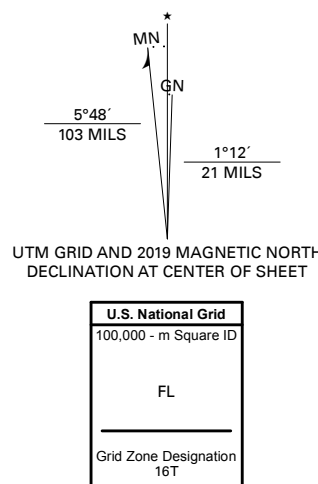 ★
MN
GN
5°48´
103 MILS
1°12´
21 MILS
UTM GRID AND 2019 MAGNETIC NORTH
DECLINATION AT CENTER OF SHEET
U.S. National Grid
100,000 - m Square ID
FL
Grid Zone Designation
16T